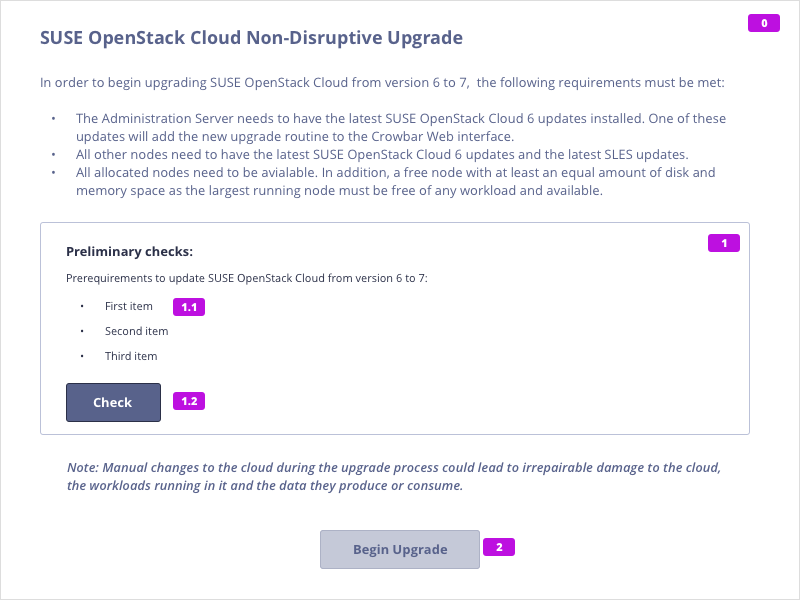 0
SUSE OpenStack Cloud Non-Disruptive Upgrade
In order to begin upgrading SUSE OpenStack Cloud from version 6 to 7,  the following requirements must be met:
• The Administration Server needs to have the latest SUSE OpenStack Cloud 6 updates installed. One of these
updates will add the new upgrade routine to the Crowbar Web interface.
• All other nodes need to have the latest SUSE OpenStack Cloud 6 updates and the latest SLES updates.
• All allocated nodes need to be avialable. In addition, a free node with at least an equal amount of disk and
memory space as the largest running node must be free of any workload and available.
1
Preliminary checks:
Prerequirements to update SUSE OpenStack Cloud from version 6 to 7:
• First item 1.1
• Second item
• Third item
Check 1.2
Note: Manual changes to the cloud during the upgrade process could lead to irrepairable damage to the cloud,
the workloads running in it and the data they produce or consume.
Begin Upgrade 2